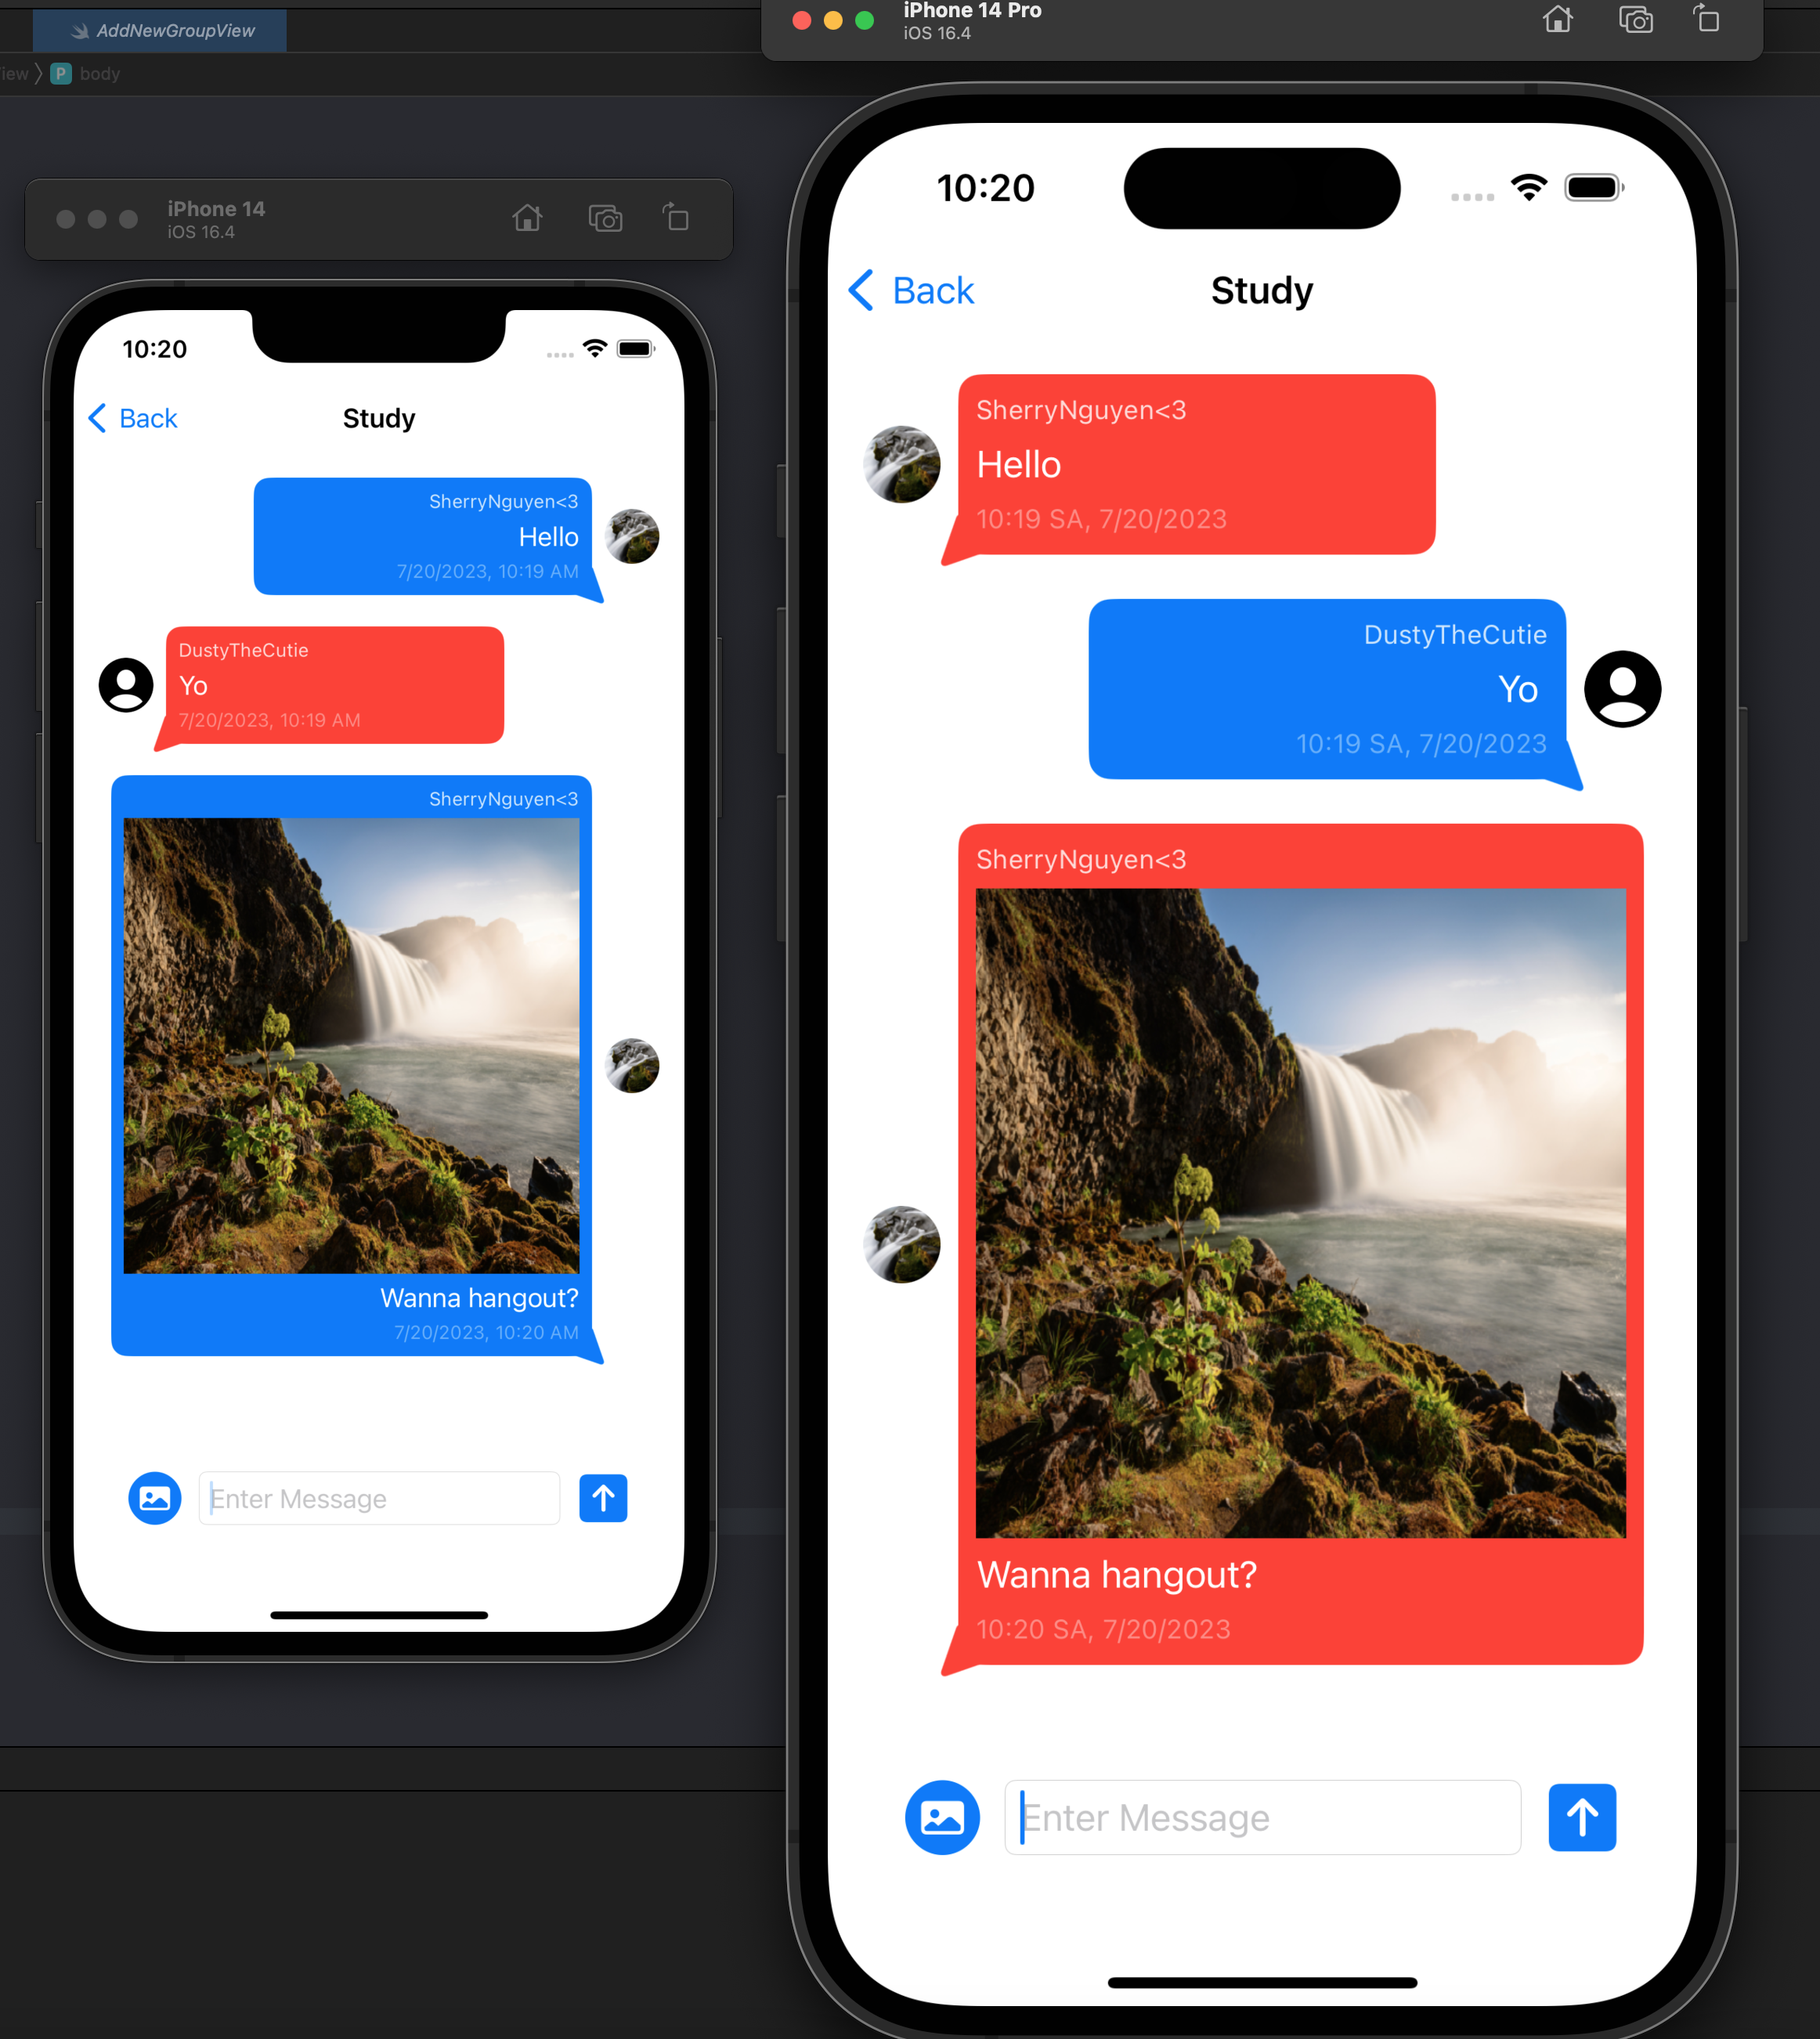 AddNewGroupView
iew
P
body
iPhone 14
iOS 16.4
10:20
Back
Study
SherryNguyen<3
Hello
7/20/2023, 10:19 AM
DustyTheCutie
Yo
7/20/2023, 10:19 AM
SherryNguyen<3
Wanna hangout?
7/20/2023, 10:20 AM
Enter Message
iPhone 14 Pro
iOS 16.4
10:20
Back
Study
SherryNguyen<3
Hello
10:19 SA, 7/20/2023
DustyTheCutie
Yo
10:19 SA, 7/20/2023
SherryNguyen<3
Wanna hangout?
10:20 SA, 7/20/2023
Enter Message